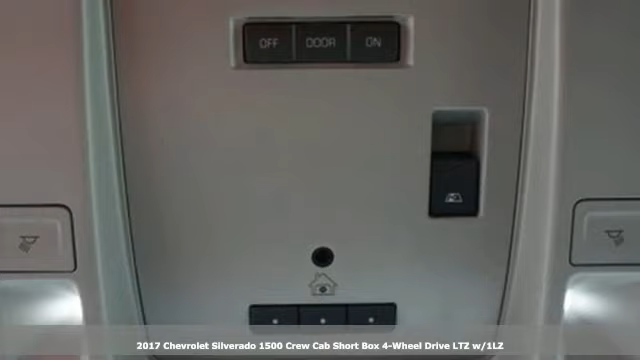 OFF DOOR ON
2017 Chevrolet Silverado 1500 Crew Cab Short Box 4-Wheel Drive LTZ w/1LZ